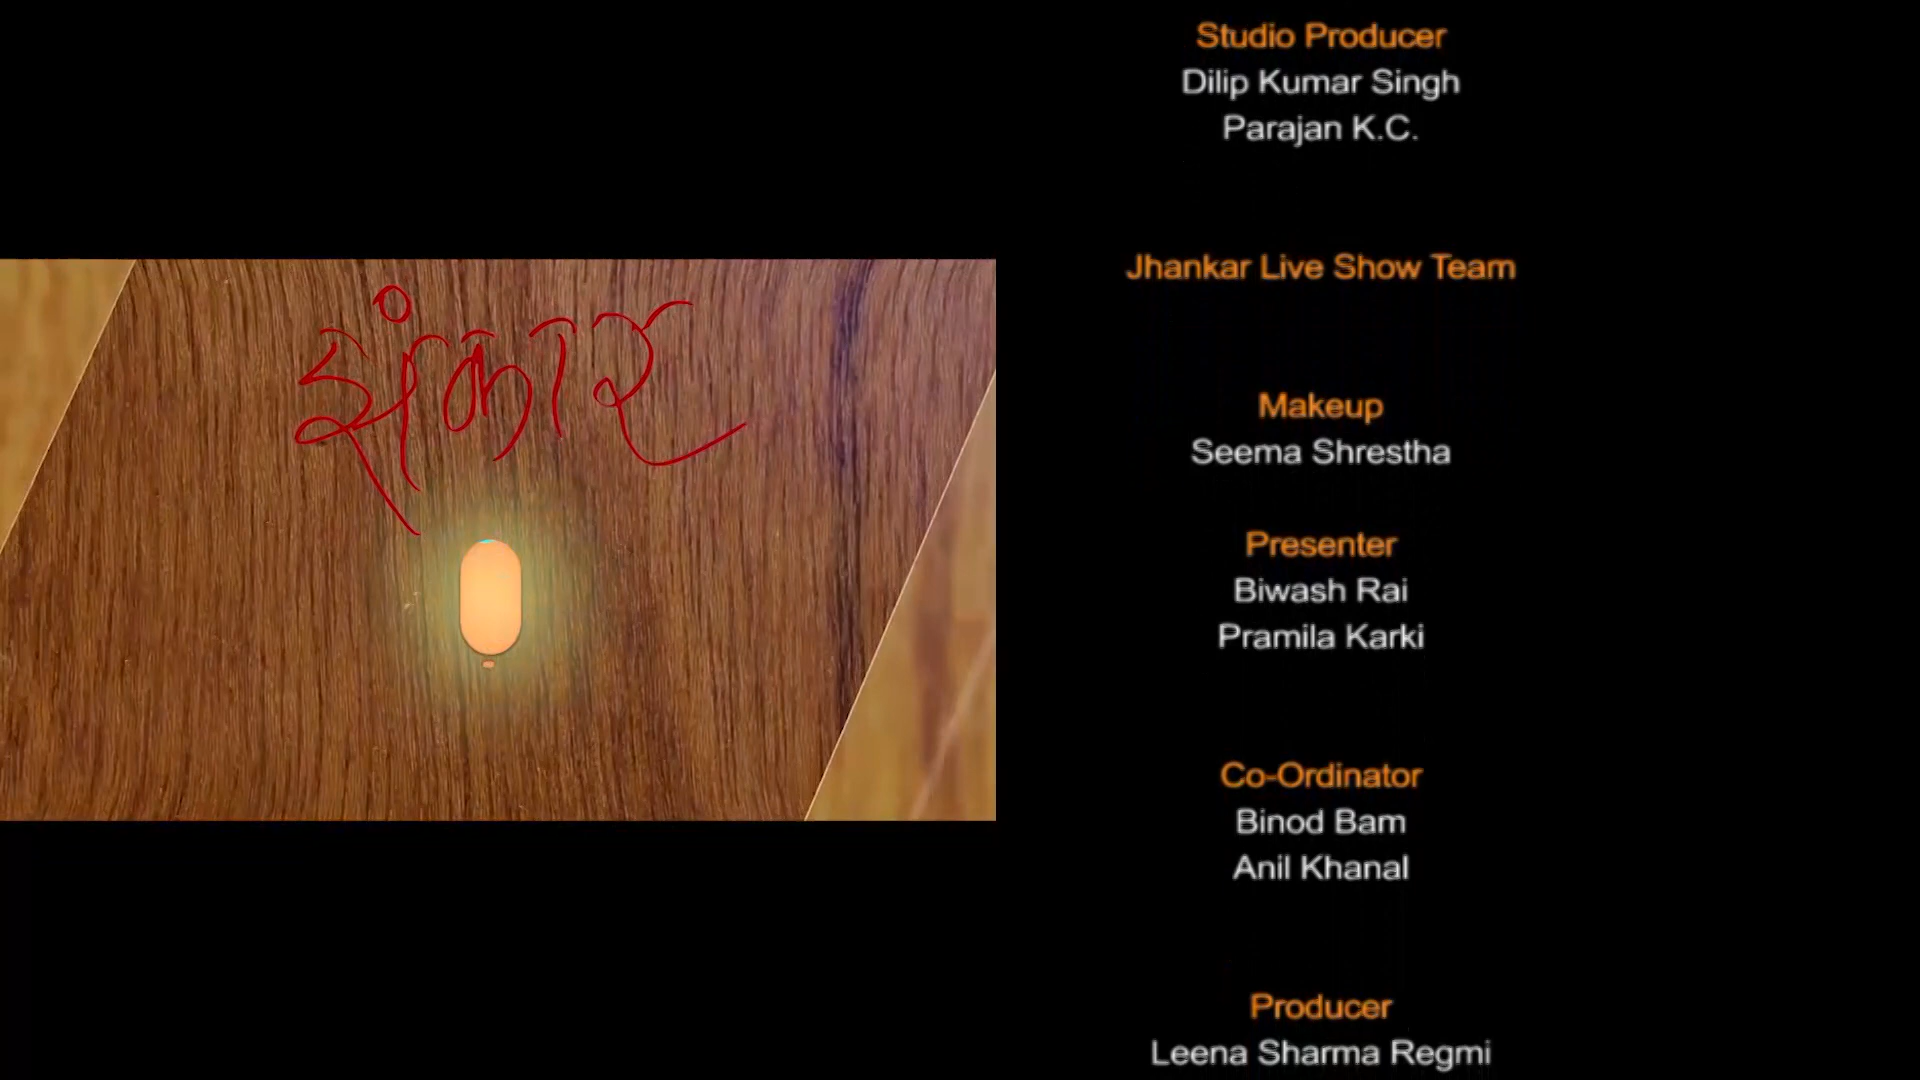 झंकार
Studio Producer
Dilip Kumar Singh
Parajan K.C.
Jhankar Live Show Team
Makeup
Seema Shrestha
Presenter
Biwash Rai
Pramila Karki
Co-Ordinator
Binod Bam
Anil Khanal
Producer
Leena Sharma Regmi